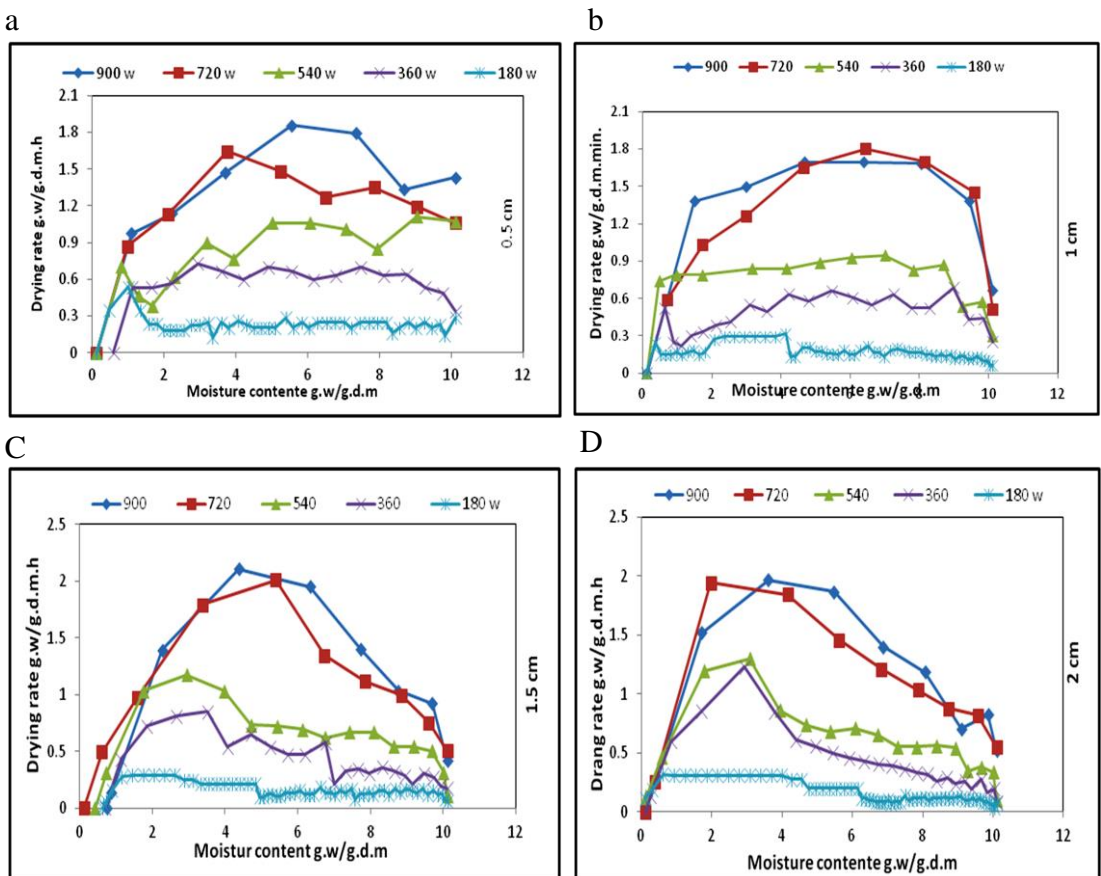 a
900 w 720 w 540 w 360 w 180 w
2.1
1.8
1.5
1.2
0.9
0.6
0.3
0
0 2 4 6 8 10 12
Drying rate g.w/g.d.m.h
Moisture contente g.w/g.d.m
0.5 cm
b
900 720 540 360 180 w
2.1
1.8
1.5
1.2
0.9
0.6
0.3
0
0 2 4 6 8 10 12
Drying rate g.w/g.d.m.min.
Moisture contente g.w/g.d.m
1 cm
C
900 720 540 360 180 w
2.5
2
1.5
1
0.5
0
0 2 4 6 8 10 12
Drying rate g.w/g.d.m.h
Moistur content g.w/g.d.m
1.5 cm
D
900 720 540 360 180 w
2.5
2
1.5
1
0.5
0
0 2 4 6 8 10 12
Drang rate g.w/g.d.m.h
Moisture contente g.w/g.d.m
2 cm